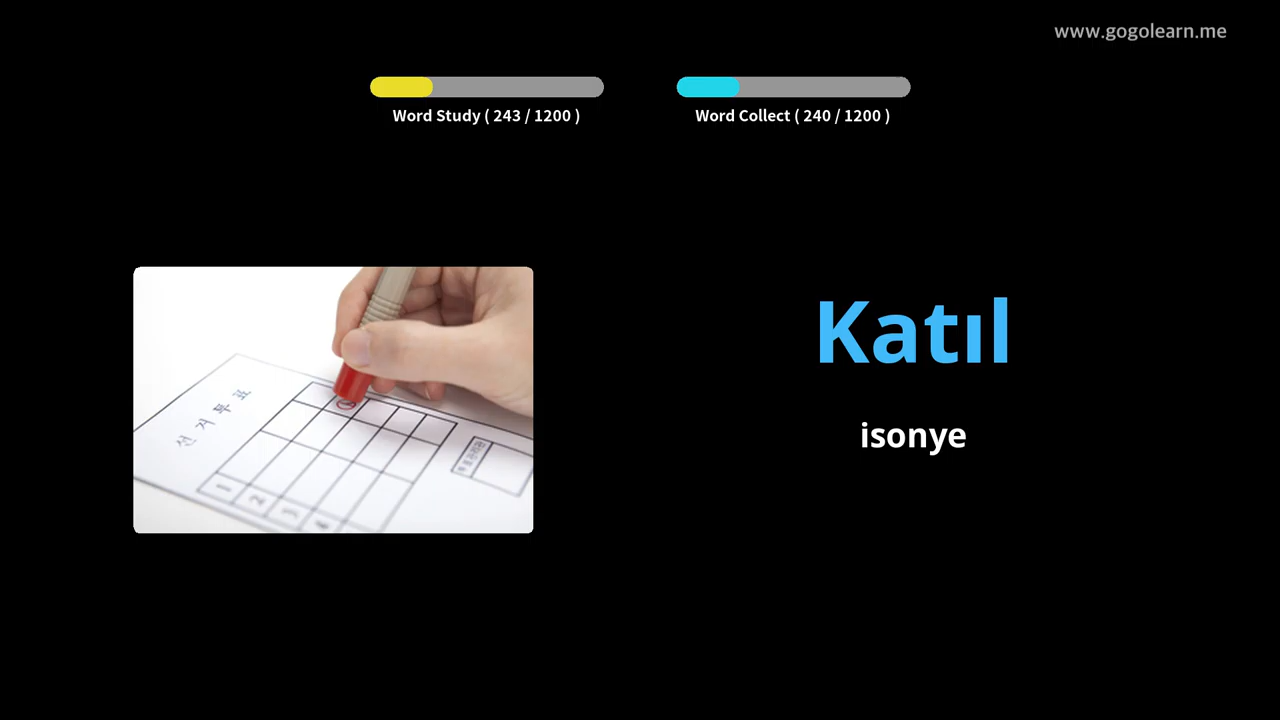 www.gogolearn.me
Word Study ( 243 / 1200 )
Word Collect ( 240 / 1200 )
선거투표
Katıl
isonye
1
2
3
4